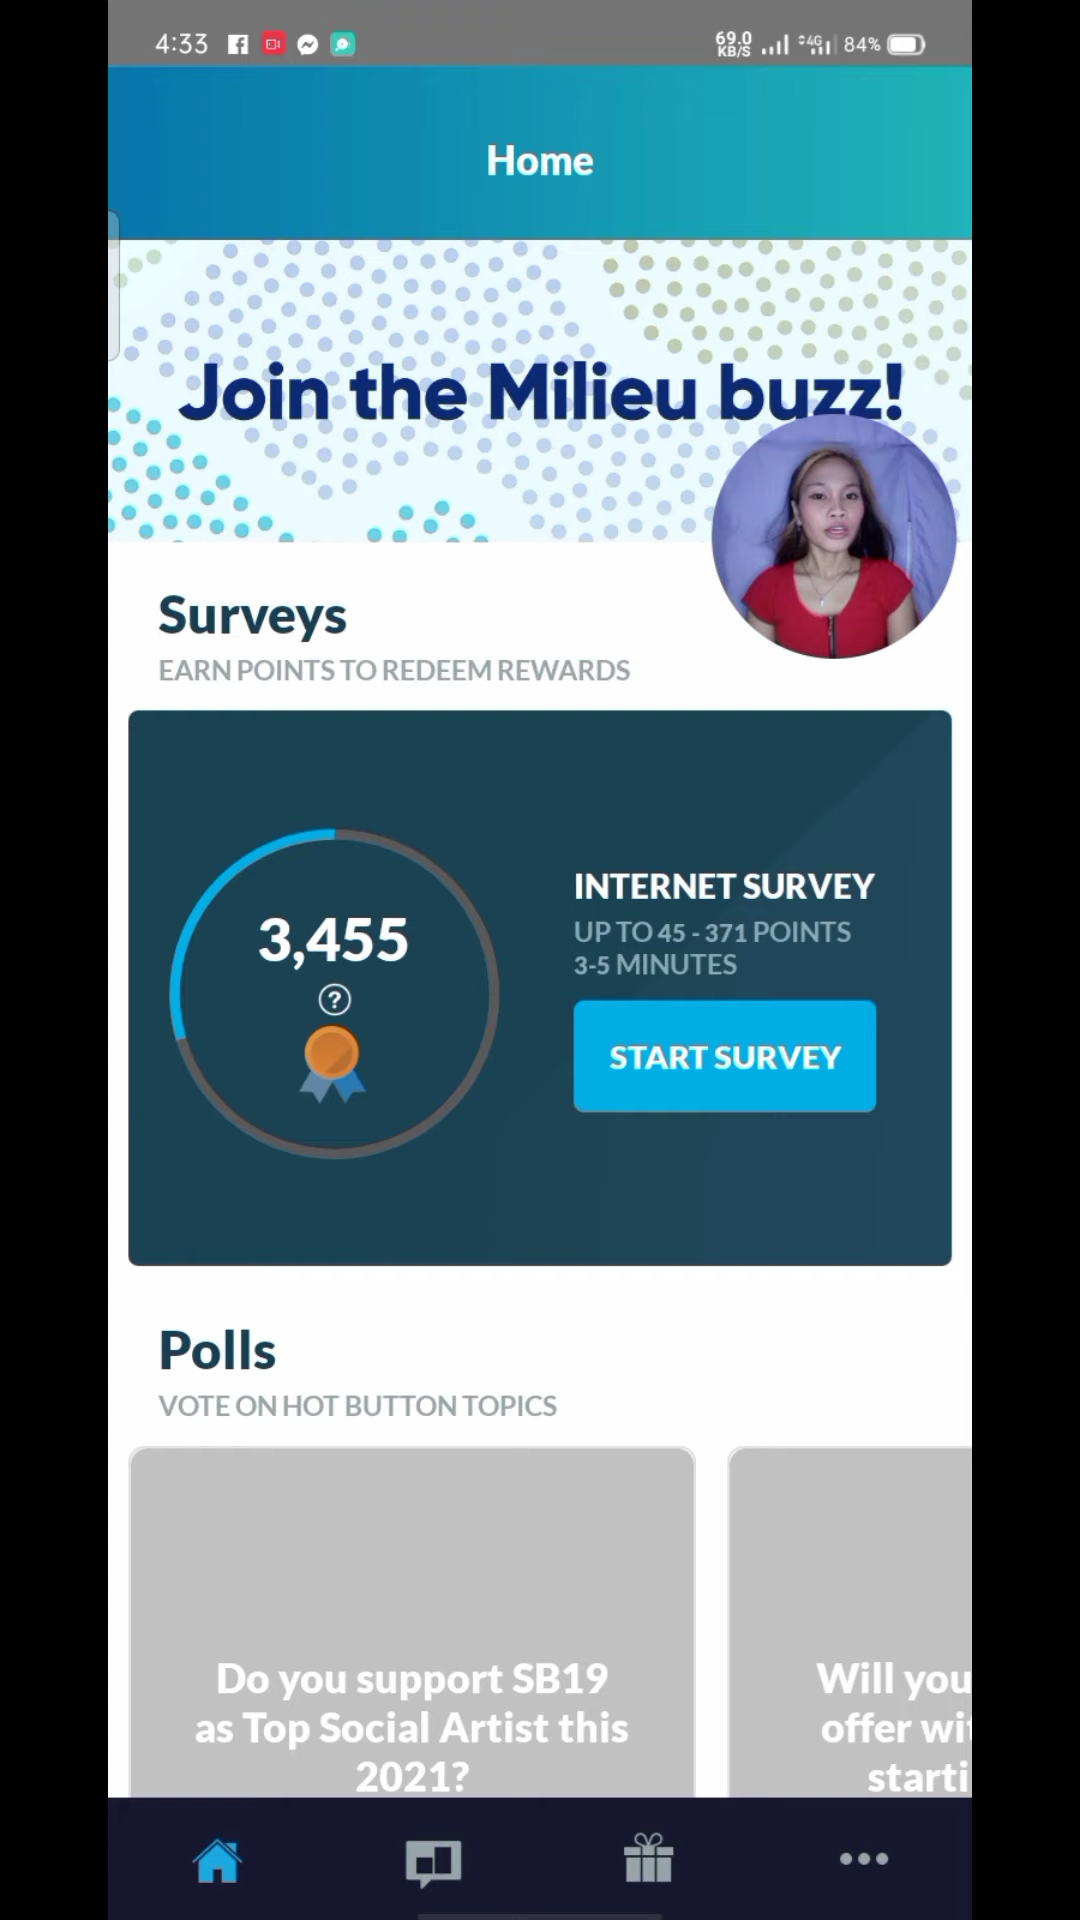 4:33
69.0
KB/S
4G
84%
Home
Join the Milieu buzz!
Surveys
EARN POINTS TO REDEEM REWARDS
3,455
?
INTERNET SURVEY
UP TO 45 - 371 POINTS
3-5 MINUTES
START SURVEY
Polls
VOTE ON HOT BUTTON TOPICS
Do you support SB19
as Top Social Artist this
2021?
Will you
offer wit
starti